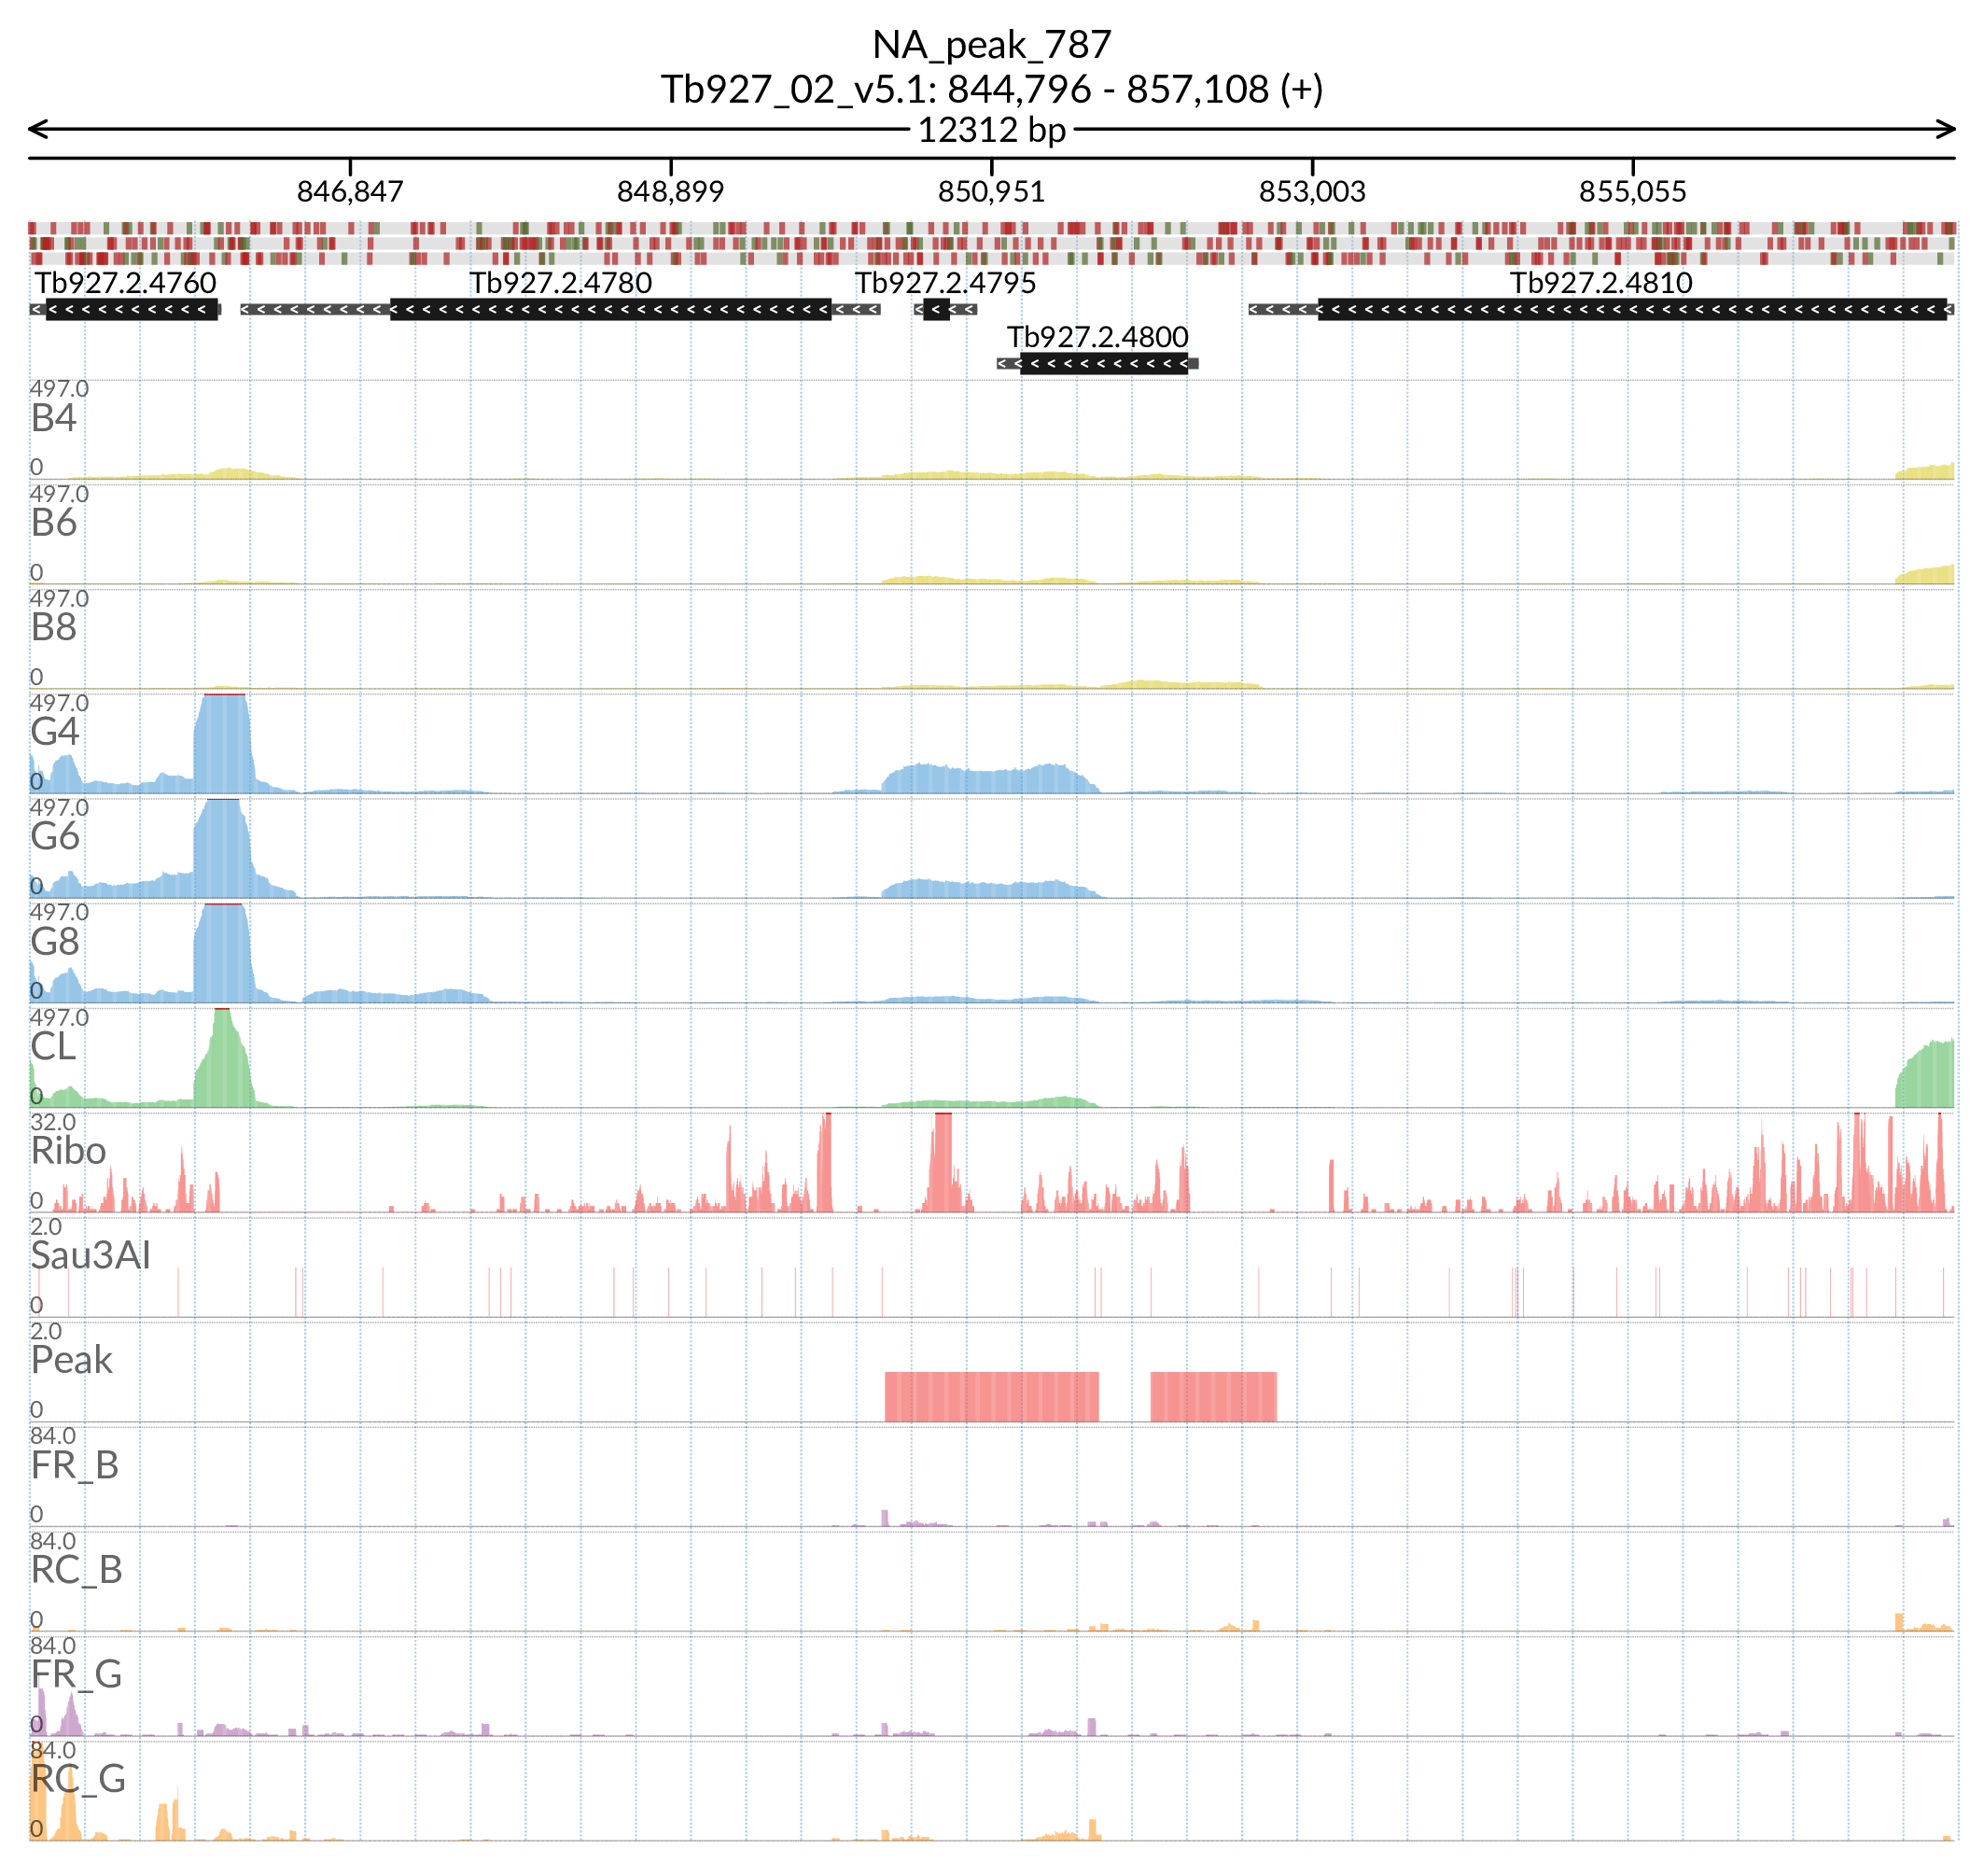 NA_peak_787
Tb927_02_v5.1: 844,796 - 857,108 (+)
12312 bp
846,847 848,899 850,951 853,003 855,055
Tb927.2.4760 Tb927.2.4780 Tb927.2.4795 Tb927.2.4810
Tb927.2.4800
497.0
B4
0
497.0
B6
0
497.0
B8
0
497.0
G4
0
497.0
G6
0
497.0
G8
0
497.0
CL
0
32.0
Ribo
0
2.0
Sau3AI
0
2.0
Peak
0
84.0
FR_B
0
84.0
RC_B
0
84.0
FR_G
0
84.0
RC_G
0